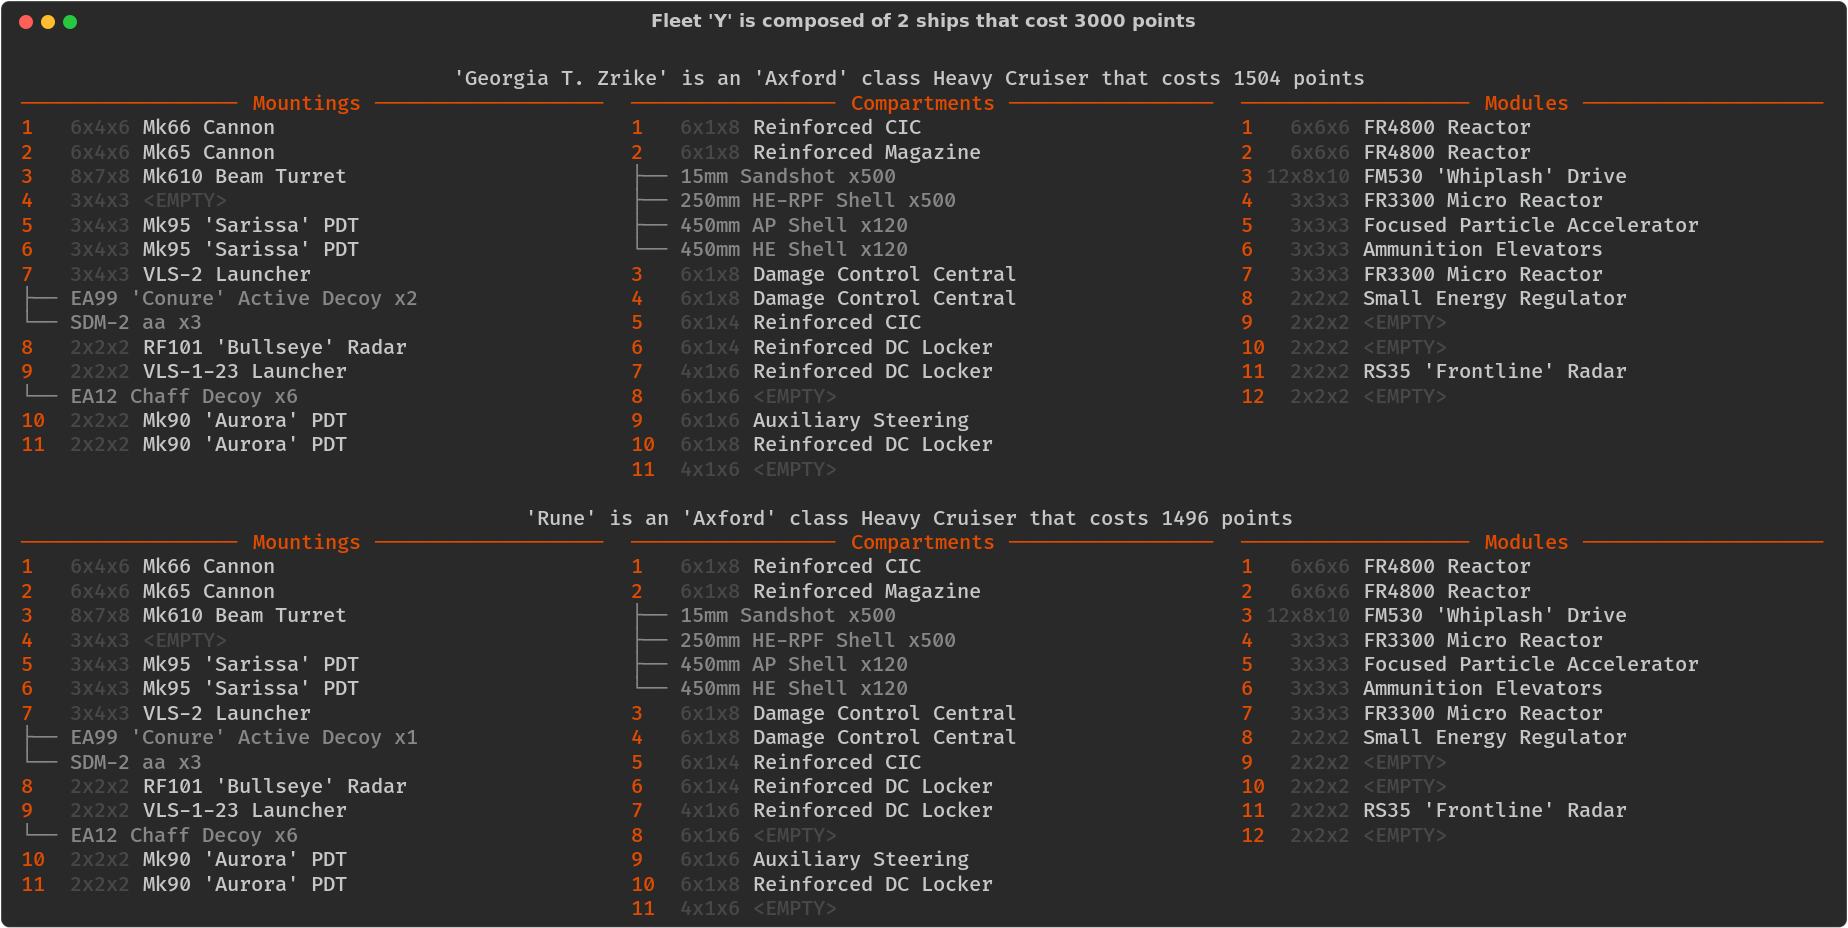 Fleet 'Y' is composed of 2 ships that cost 3000 points
'Georgia T. Zrike' is an 'Axford' class Heavy Cruiser that costs 1504 points
Mountings Compartments Modules
1 6x4x6 Mk66 Cannon 1 6x1x8 Reinforced CIC 1 6x6x6 FR4800 Reactor
2 6x4x6 Mk65 Cannon 2 6x1x8 Reinforced Magazine 2 6x6x6 FR4800 Reactor
3 8x7x8 Mk610 Beam Turret 15mm Sandshot x500 3 12x8x10 FM530 'Whiplash' Drive
4 3x4x3 <EMPTY> 250mm HE-RPF Shell x500 4 3x3x3 FR3300 Micro Reactor
5 3x4x3 Mk95 'Sarissa' PDT 450mm AP Shell x120 5 3x3x3 Focused Particle Accelerator
6 3x4x3 Mk95 'Sarissa' PDT 450mm HE Shell x120 6 3x3x3 Ammunition Elevators
7 3x4x3 VLS-2 Launcher 3 6x1x8 Damage Control Central 7 3x3x3 FR3300 Micro Reactor
EA99 'Conure' Active Decoy x2 4 6x1x8 Damage Control Central 8 2x2x2 Small Energy Regulator
SDM-2 aa x3 5 6x1x4 Reinforced CIC 9 2x2x2 <EMPTY>
8 2x2x2 RF101 'Bullseye' Radar 6 6x1x4 Reinforced DC Locker 10 2x2x2 <EMPTY>
9 2x2x2 VLS-1-23 Launcher 7 4x1x6 Reinforced DC Locker 11 2x2x2 RS35 'Frontline' Radar
EA12 Chaff Decoy x6 8 6x1x6 <EMPTY> 12 2x2x2 <EMPTY>
10 2x2x2 Mk90 'Aurora' PDT 9 6x1x6 Auxiliary Steering
11 2x2x2 Mk90 'Aurora' PDT 10 6x1x8 Reinforced DC Locker
11 4x1x6 <EMPTY>
'Rune' is an 'Axford' class Heavy Cruiser that costs 1496 points
Mountings Compartments Modules
1 6x4x6 Mk66 Cannon 1 6x1x8 Reinforced CIC 1 6x6x6 FR4800 Reactor
2 6x4x6 Mk65 Cannon 2 6x1x8 Reinforced Magazine 2 6x6x6 FR4800 Reactor
3 8x7x8 Mk610 Beam Turret 15mm Sandshot x500 3 12x8x10 FM530 'Whiplash' Drive
4 3x4x3 <EMPTY> 250mm HE-RPF Shell x500 4 3x3x3 FR3300 Micro Reactor
5 3x4x3 Mk95 'Sarissa' PDT 450mm AP Shell x120 5 3x3x3 Focused Particle Accelerator
6 3x4x3 Mk95 'Sarissa' PDT 450mm HE Shell x120 6 3x3x3 Ammunition Elevators
7 3x4x3 VLS-2 Launcher 3 6x1x8 Damage Control Central 7 3x3x3 FR3300 Micro Reactor
EA99 'Conure' Active Decoy x1 4 6x1x8 Damage Control Central 8 2x2x2 Small Energy Regulator
SDM-2 aa x3 5 6x1x4 Reinforced CIC 9 2x2x2 <EMPTY>
8 2x2x2 RF101 'Bullseye' Radar 6 6x1x4 Reinforced DC Locker 10 2x2x2 <EMPTY>
9 2x2x2 VLS-1-23 Launcher 7 4x1x6 Reinforced DC Locker 11 2x2x2 RS35 'Frontline' Radar
EA12 Chaff Decoy x6 8 6x1x6 <EMPTY> 12 2x2x2 <EMPTY>
10 2x2x2 Mk90 'Aurora' PDT 9 6x1x6 Auxiliary Steering
11 2x2x2 Mk90 'Aurora' PDT 10 6x1x8 Reinforced DC Locker
11 4x1x6 <EMPTY>